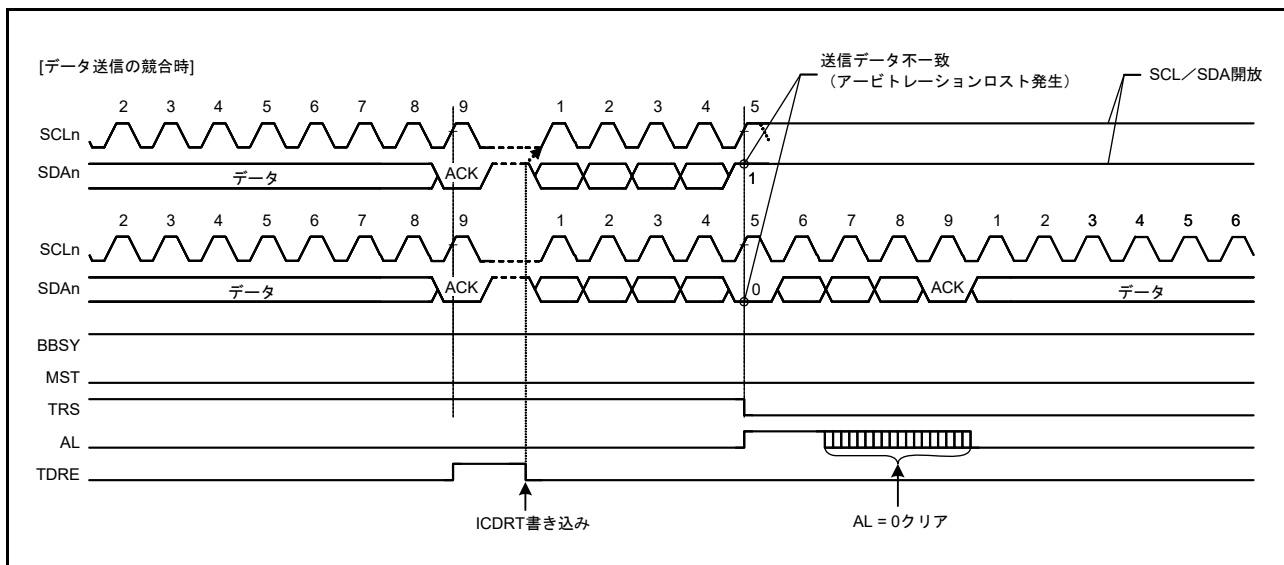 [データ送信の競合時]
送信データ不一致
(アービトレーションロスト発生)
SCL/SDA開放
2 3 4 5 6 7 8 9 1 2 3 4 5
SCLn
SDAn データ ACK 1
2 3 4 5 6 7 8 9 1 2 3 4 5 6 7 8 9 1 2 3 4 5 6
SCLn
SDAn データ ACK 0 ACK データ
BBSY
MST
TRS
AL
TDRE
ICDRT書き込み
AL = 0クリア